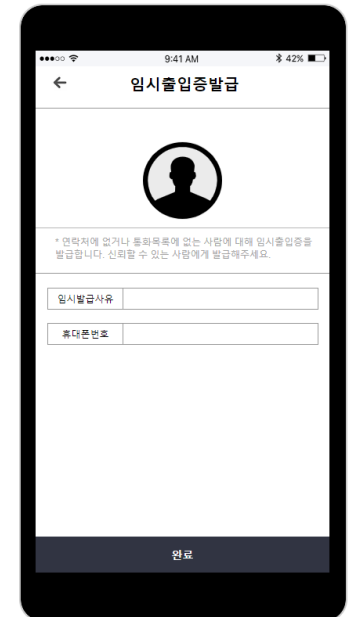 9:41 AM
42%
임시출입증발급
* 연락처에 없거나 통화목록에 없는 사람에 대해 임시출입증을
발급합니다. 신뢰할 수 있는 사람에게 발급해주세요.
임시발급사유
휴대폰번호
완료